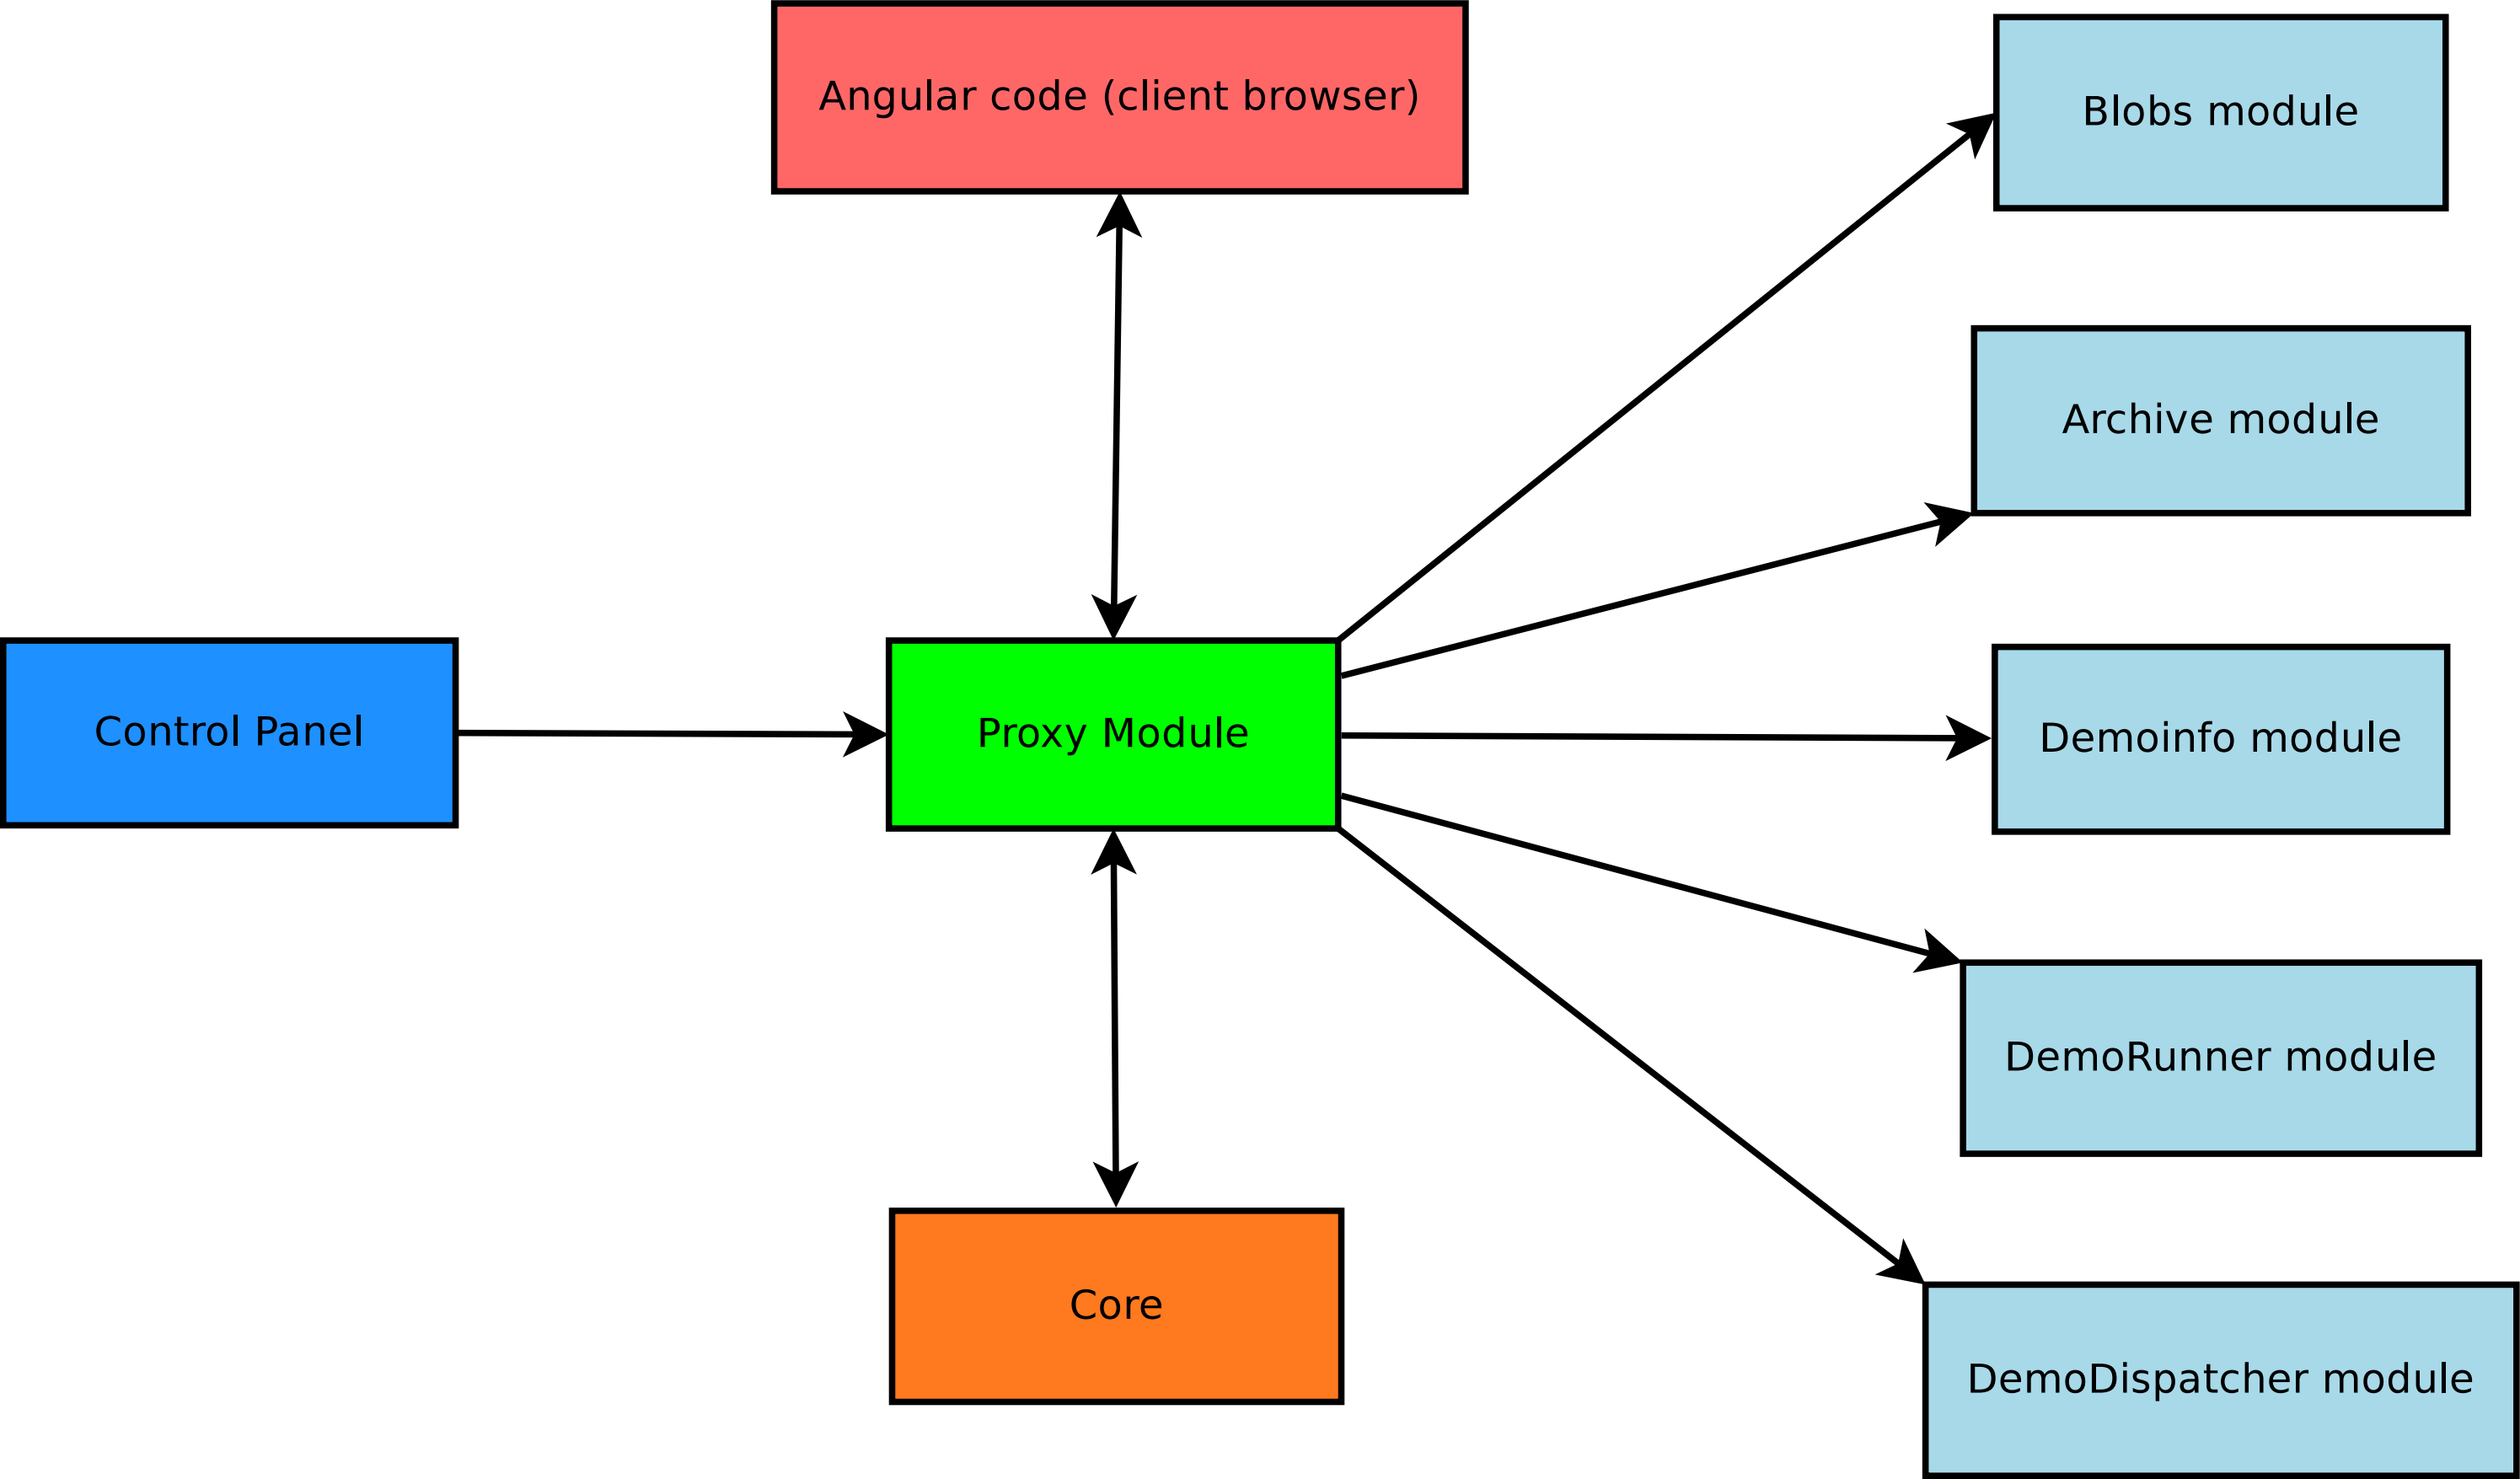 Angular code (client browser)
Blobs module
Archive module
Control Panel
Proxy Module
Demoinfo module
DemoRunner module
Core
DemoDispatcher module